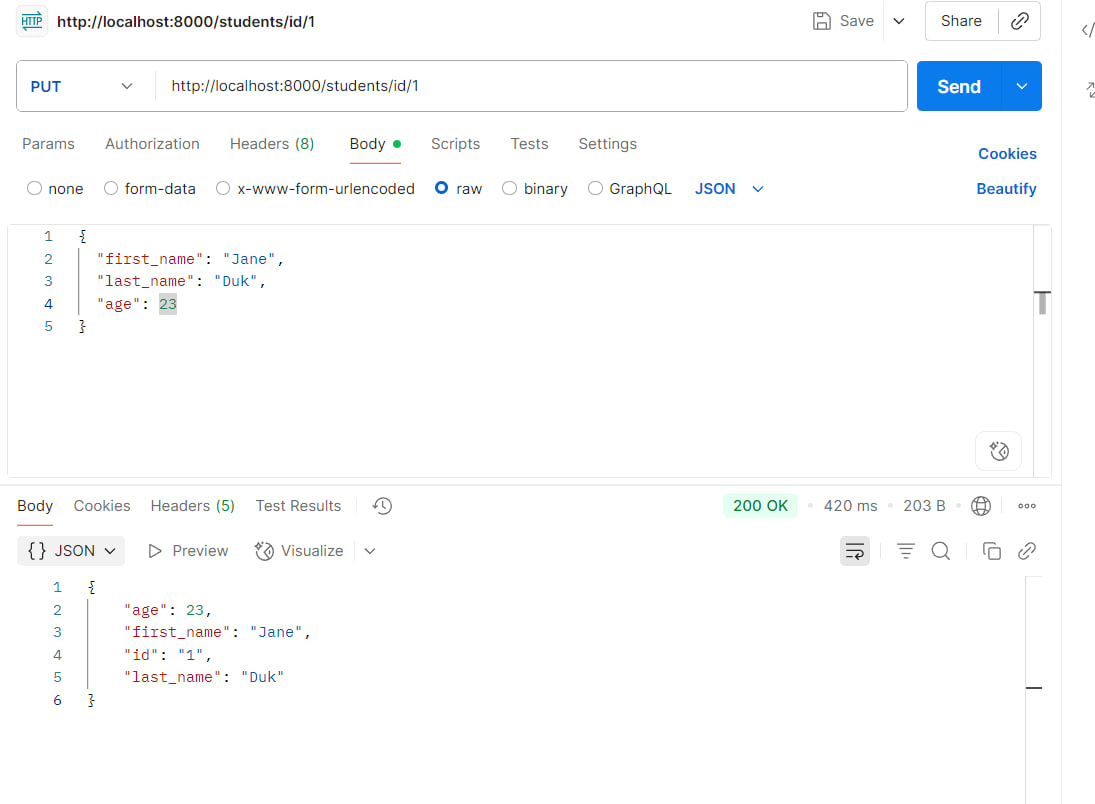 HTTP http://localhost:8000/students/id/1 Save Share
PUT http://localhost:8000/students/id/1 Send
Params Authorization Headers (8) Body Scripts Tests Settings Cookies
none form-data x-www-form-urlencoded raw binary GraphQL JSON Beautify
1 {
2 "first_name": "Jane",
3 "last_name": "Duk",
4 "age": 23
5 }
Body Cookies Headers (5) Test Results 200 OK 420 ms 203 B
{} JSON Preview Visualize
1 {
2 "age": 23,
3 "first_name": "Jane",
4 "id": "1",
5 "last_name": "Duk"
6 }